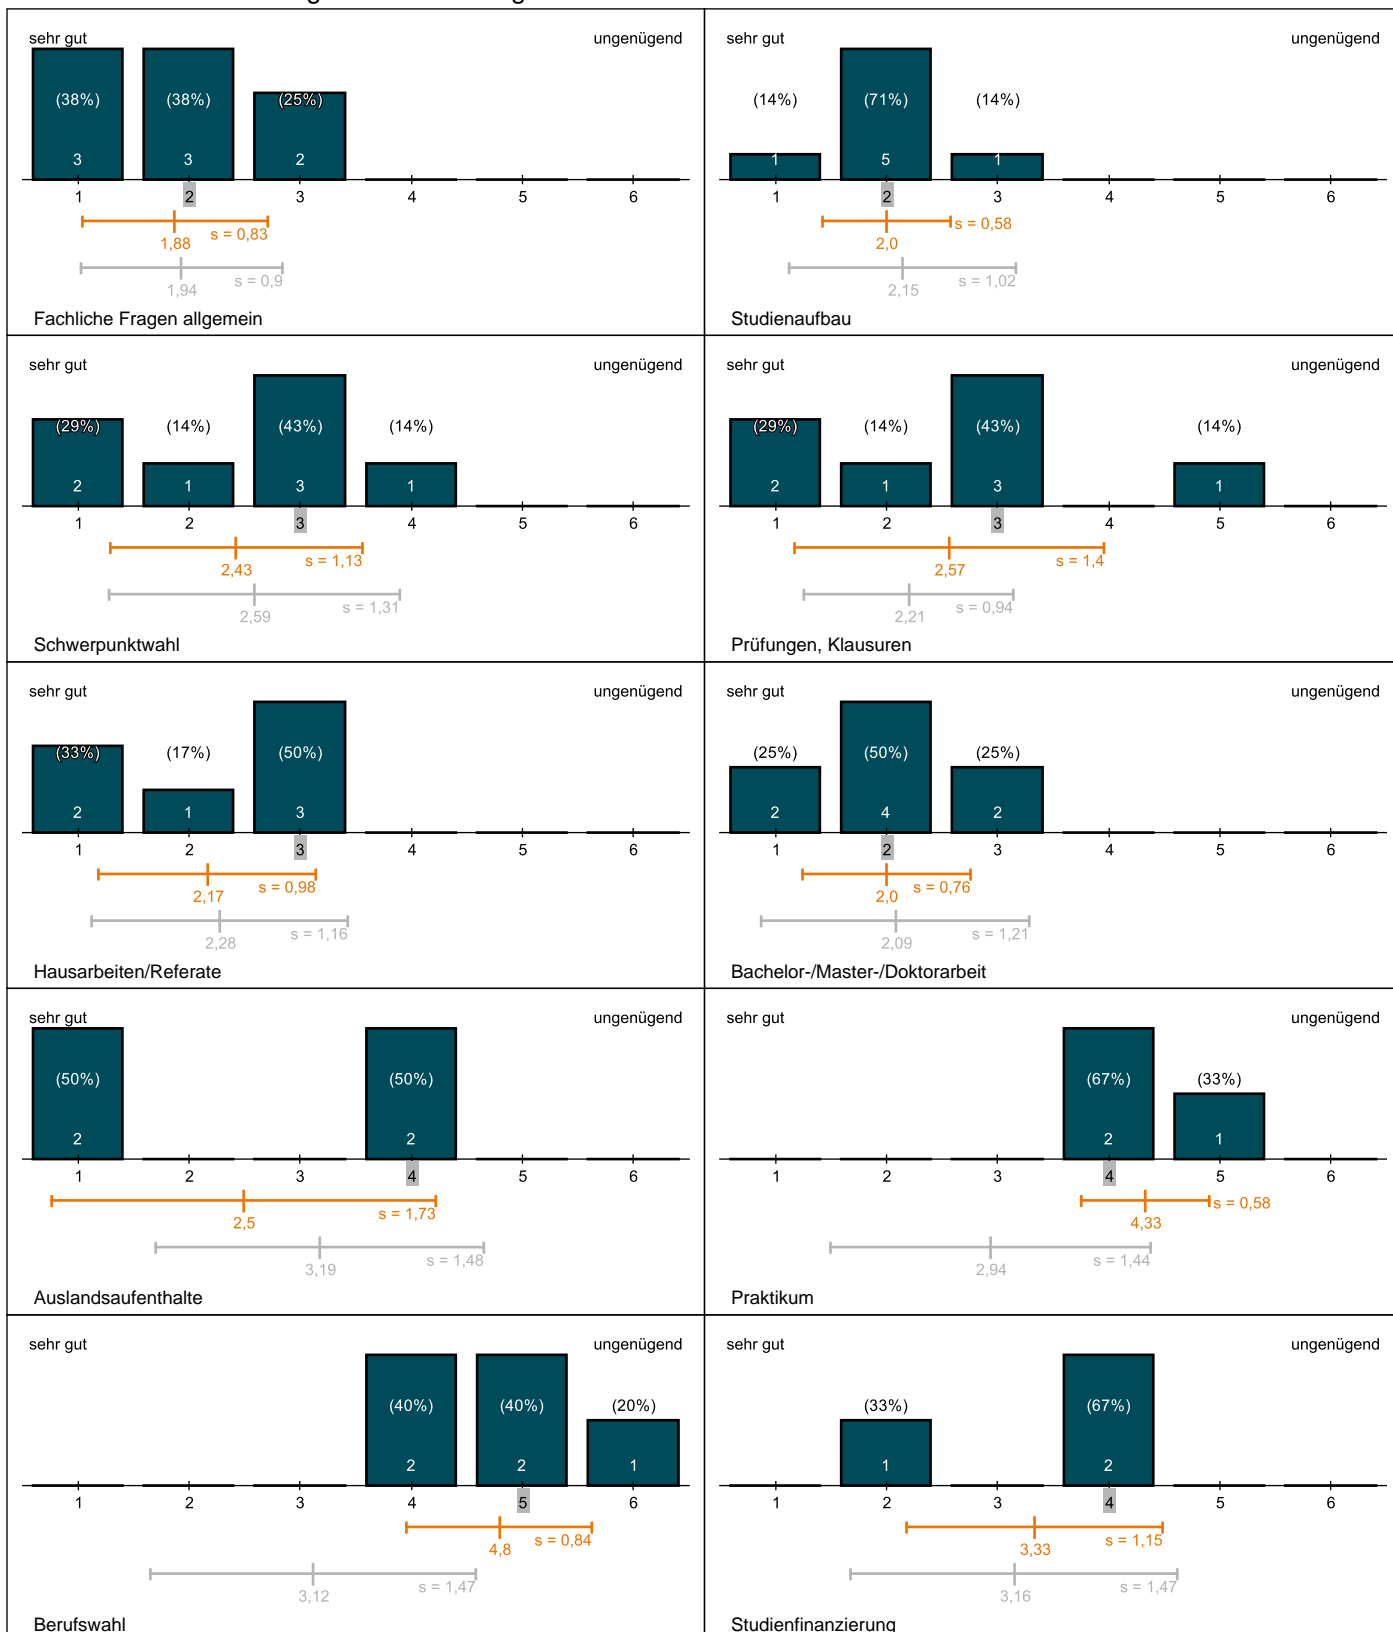 sehr gut ungenügend
(38%) (38%) (25%)
3 3 2
1 2 3 4 5 6
s = 0,83
1,88
s = 0,9
1,94
Fachliche Fragen allgemein
sehr gut ungenügend
(14%) (71%) (14%)
1 5 1
1 2 3 4 5 6
s = 0,58
2,0
s = 1,02
2,15
Studienaufbau
sehr gut ungenügend
(29%) (14%) (43%) (14%)
2 1 3 1
1 2 3 4 5 6
s = 1,13
2,43
s = 1,31
2,59
Schwerpunktwahl
sehr gut ungenügend
(29%) (14%) (43%) (14%)
2 1 3 1
1 2 3 4 5 6
s = 1,4
2,57
s = 0,94
2,21
Prüfungen, Klausuren
sehr gut ungenügend
(33%) (17%) (50%)
2 1 3
1 2 3 4 5 6
s = 0,98
2,17
s = 1,16
2,28
Hausarbeiten/Referate
sehr gut ungenügend
(25%) (50%) (25%)
2 4 2
1 2 3 4 5 6
s = 0,76
2,0
s = 1,21
2,09
Bachelor-/Master-/Doktorarbeit
sehr gut ungenügend
(50%) (50%)
2 2
1 2 3 4 5 6
s = 1,73
2,5
s = 1,48
3,19
Auslandsaufenthalte
sehr gut ungenügend
(67%) (33%)
2 1
1 2 3 4 5 6
s = 0,58
4,33
s = 1,44
2,94
Praktikum
sehr gut ungenügend
(40%) (40%) (20%)
2 2 1
1 2 3 4 5 6
s = 0,84
4,8
s = 1,47
3,12
Berufswahl
sehr gut ungenügend
(33%) (67%)
1 2
1 2 3 4 5 6
s = 1,15
3,33
s = 1,47
3,16
Studienfinanzierung